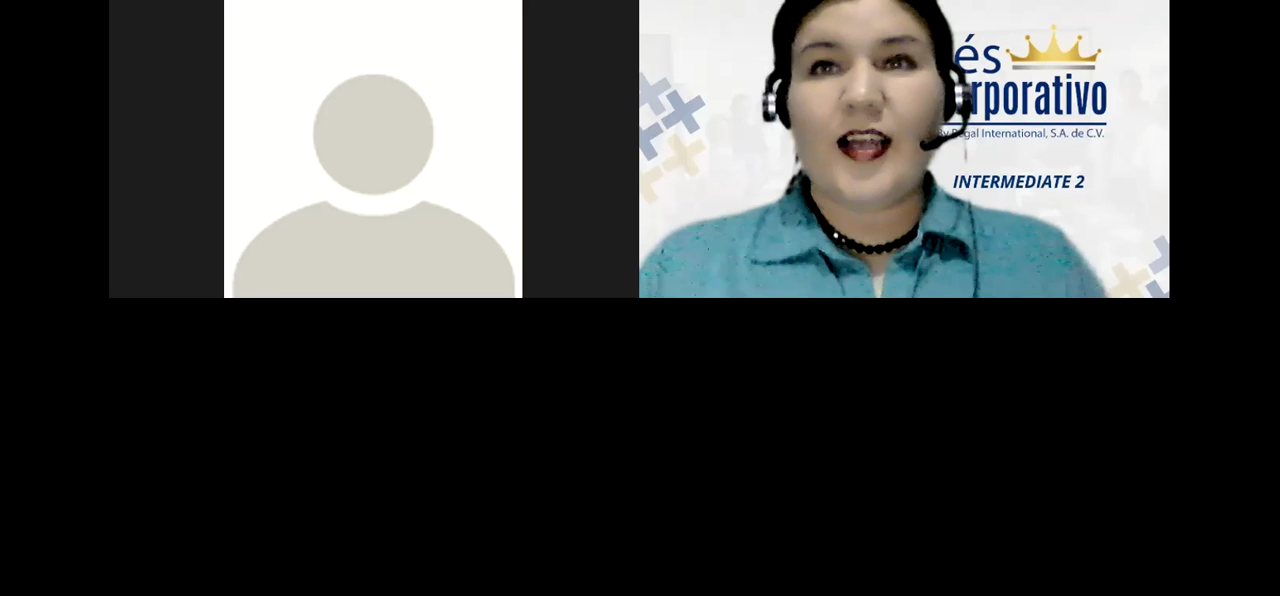 és
rporativo
By Regal International, S.A. de C.V.
INTERMEDIATE 2